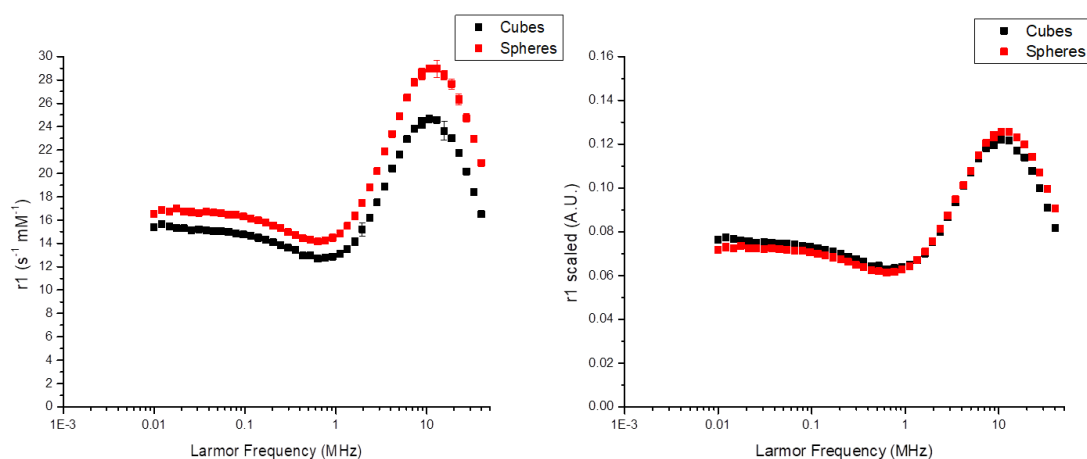 Cubes
Spheres
30
28
26
24
22
20
18
16
14
12
10
8
6
4
2
0
r1 (s⁻¹ mM⁻¹)
1E-3 0.01 0.1 1 10
Larmor Frequency (MHz)
Cubes
Spheres
0.16
0.14
0.12
0.10
0.08
0.06
0.04
0.02
0.00
r1 scaled (A.U.)
1E-3 0.01 0.1 1 10
Larmor Frequency (MHz)